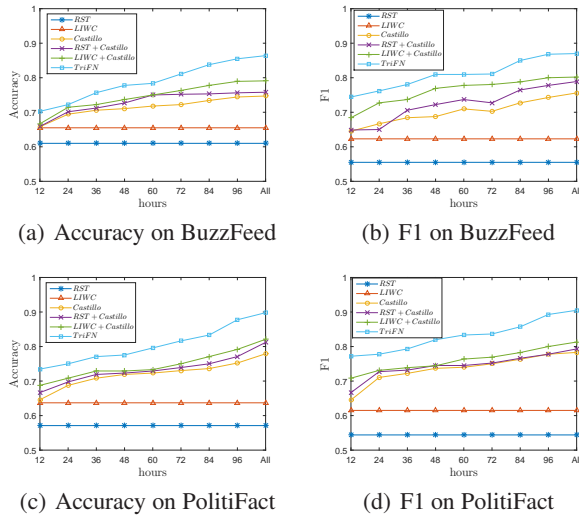 1
0.9
0.8
0.7
0.6
0.5
Accuracy
RST
LIWC
Castillo
RST + Castillo
LIWC + Castillo
TriFN
12 24 36 48 60 72 84 96 All
hours
(a) Accuracy on BuzzFeed
1
0.9
0.8
0.7
0.6
0.5
F1
RST
LIWC
Castillo
RST + Castillo
LIWC + Castillo
TriFN
12 24 36 48 60 72 84 96 All
hours
(b) F1 on BuzzFeed
1
0.9
0.8
0.7
0.6
0.5
Accuracy
RST
LIWC
Castillo
RST + Castillo
LIWC + Castillo
TriFN
12 24 36 48 60 72 84 96 All
hours
(c) Accuracy on PolitiFact
1
0.9
0.8
0.7
0.6
0.5
F1
RST
LIWC
Castillo
RST + Castillo
LIWC + Castillo
TriFN
12 24 36 48 60 72 84 96 All
hours
(d) F1 on PolitiFact